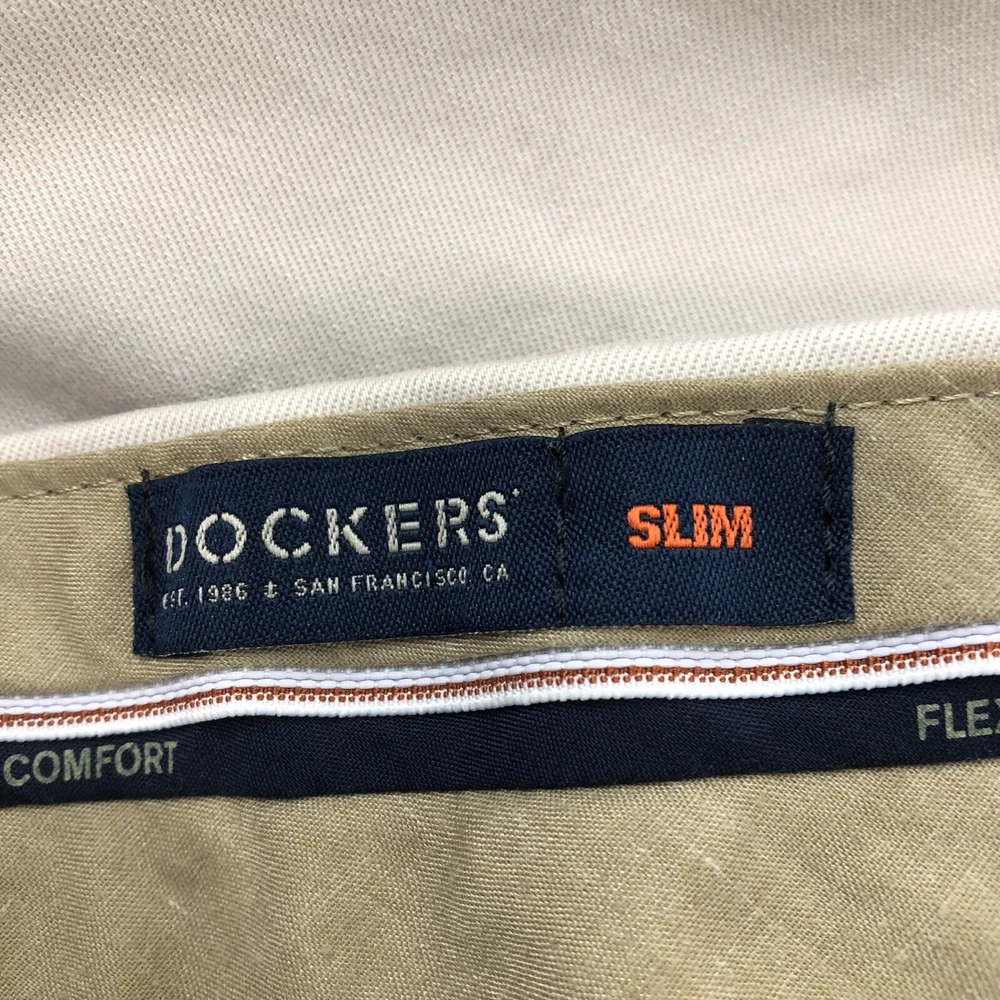 DOCKERS
EST. 1986 ± SAN FRANCISCO, CA
SLIM
COMFORT
FLEX